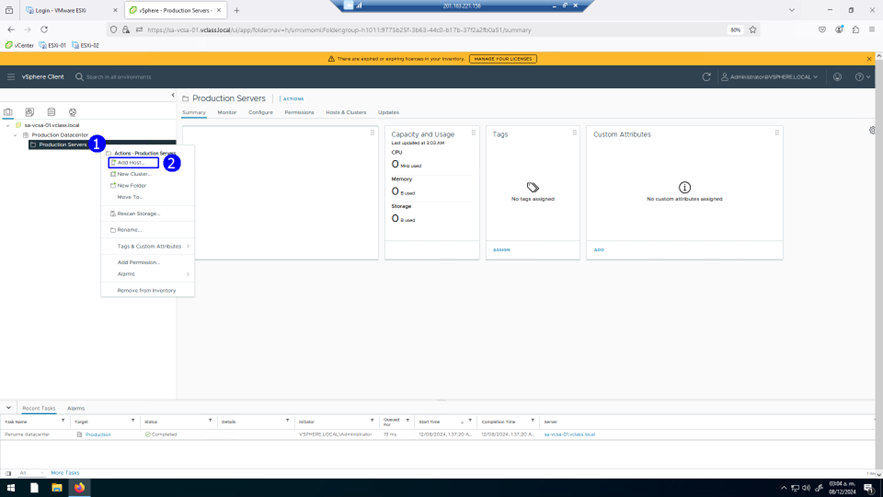 201.163.221.156
Login - VMware ESXi
vSphere - Production Servers
https://sa-vcsa-01.vclass.local/ui/app/folder;nav=h/urn:vmomi:Folder:group-h1011:9775b25f-3b63-44c0-b17b-37f2a2fb0a5d/summary
80%
vCenter
ESXi-01
ESXi-02
There are expired or expiring licenses in your inventory.
MANAGE YOUR LICENSES
vSphere Client
Search in all environments
Administrator@VSPHERE.LOCAL
Production Servers
ACTIONS
Summary
Monitor
Configure
Permissions
Hosts & Clusters
Updates
sa-vcsa-01.vclass.local
Production Datacenter
Production Servers
1
Actions - Production Servers
Add Host...
2
New Cluster...
New Folder
Move To...
Rescan Storage...
Rename...
Tags & Custom Attributes
Add Permission...
Alarms
Remove from Inventory
Capacity and Usage
Last updated at 3:03 AM
CPU
0 MHz used
Memory
0 B used
Storage
0 B used
Tags
No tags assigned
ASSIGN
Custom Attributes
No custom attributes assigned
ADD
Recent Tasks
Alarms
Task Name
Target
Status
Details
Initiator
Queued For
Start Time
Completion Time
Server
Rename datacenter
Production
Completed
VSPHERE.LOCAL\Administrator
19 ms
12/08/2024, 1:37:20 A...
12/08/2024, 1:37:20 A...
sa-vcsa-01.vclass.local
All
More Tasks
03:04 a. m.
08/12/2024